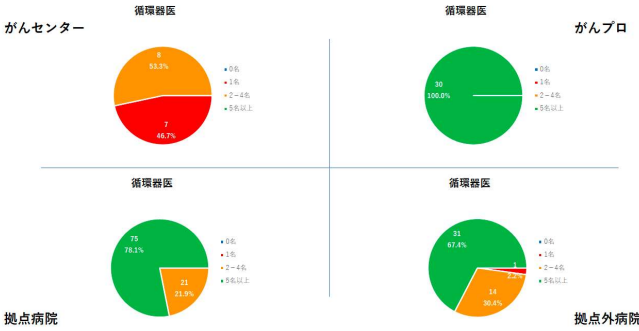 循環器医
循環器医
がんセンター
がんプロ
8
53.3%
7
46.7%
0名
1名
2－4名
5名以上
30
100.0%
0名
1名
2－4名
5名以上
循環器医
循環器医
75
78.1%
21
21.9%
0名
1名
2－4名
5名以上
31
67.4%
1
2.2%
14
30.4%
0名
1名
2－4名
5名以上
拠点病院
拠点外病院